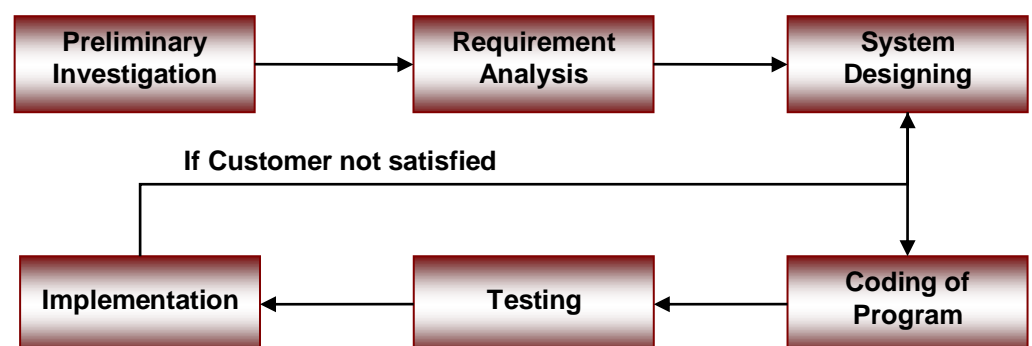 Preliminary
Investigation
Requirement
Analysis
System
Designing
If Customer not satisfied
Implementation
Testing
Coding of
Program